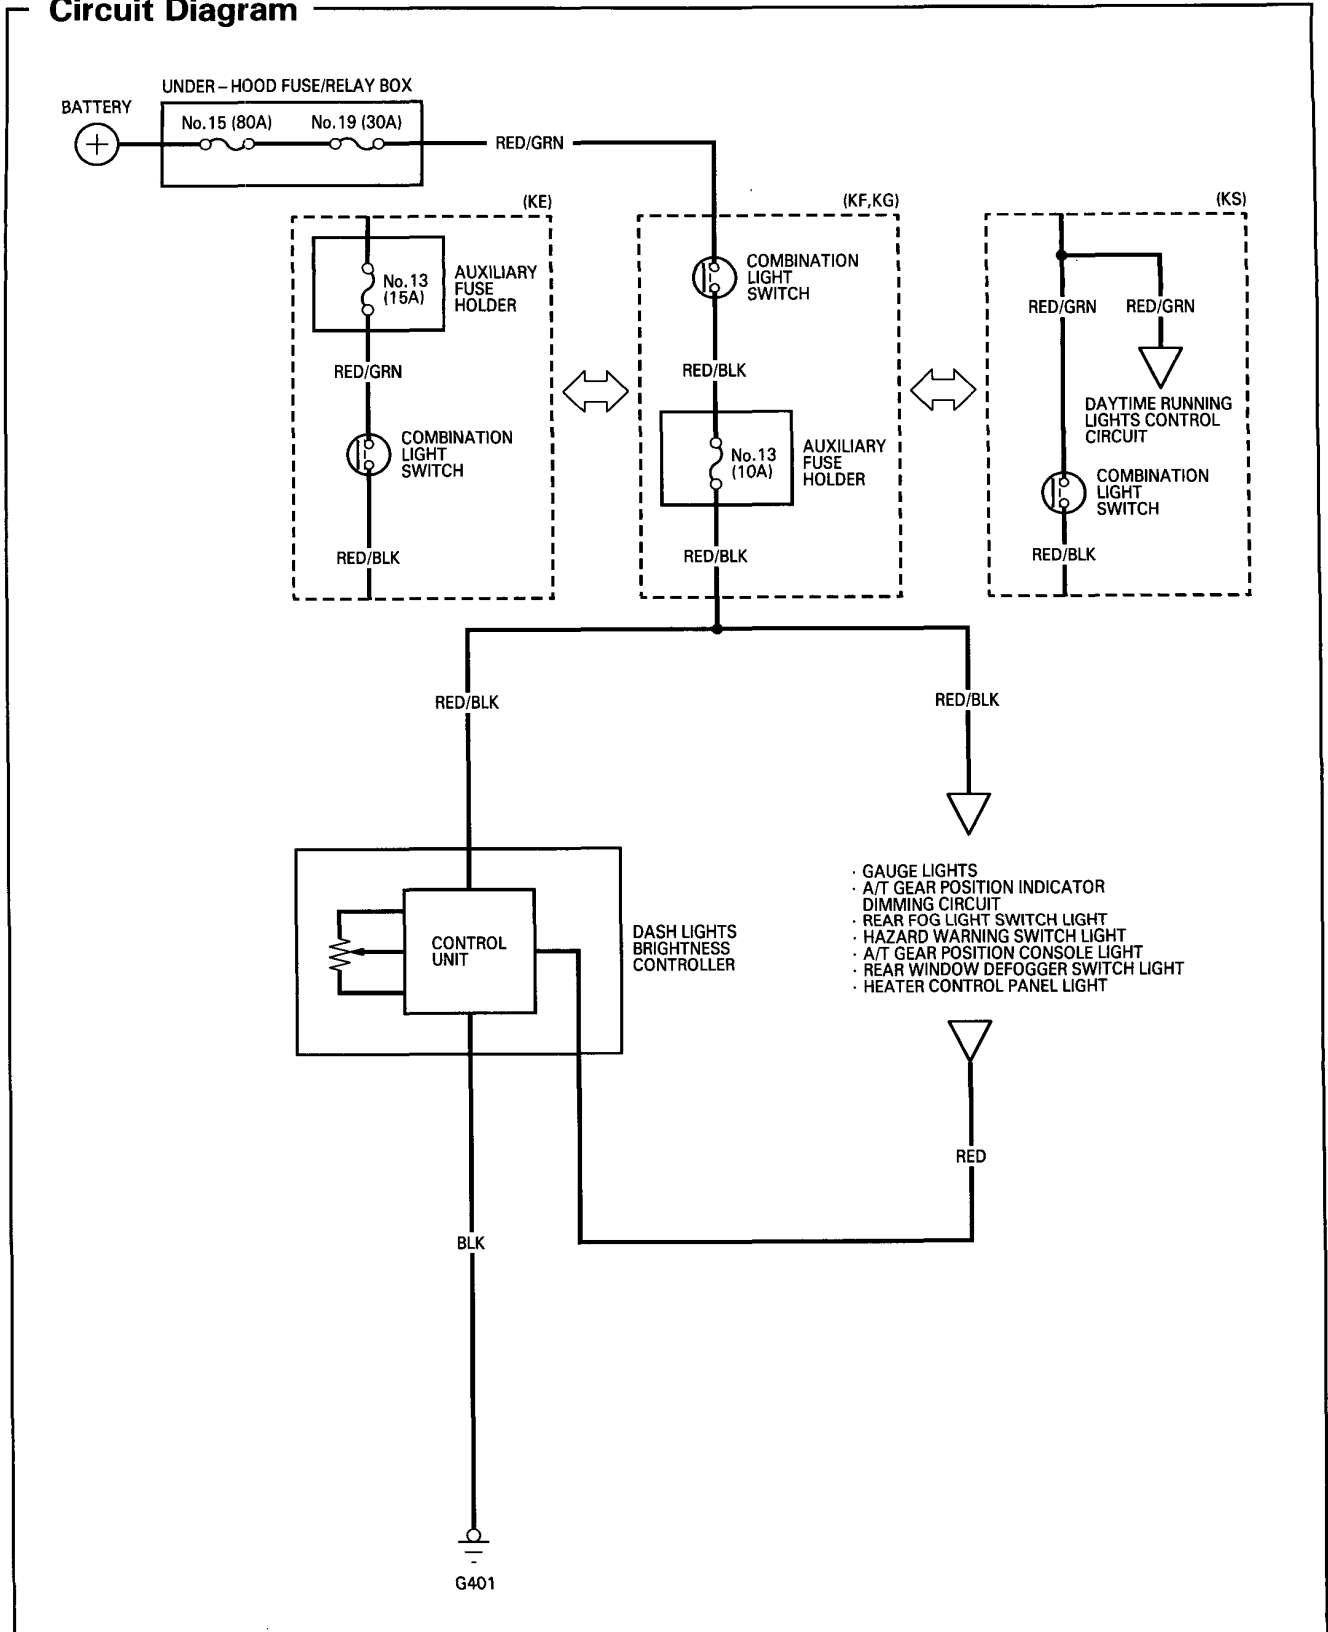 Circuit Diagram
UNDER – HOOD FUSE/RELAY BOX
BATTERY
No.15 (80A)
No.19 (30A)
+
RED/GRN
(KE)
No.13
(15A)
AUXILIARY
FUSE
HOLDER
RED/GRN
COMBINATION
LIGHT
SWITCH
RED/BLK
(KF,KG)
COMBINATION
LIGHT
SWITCH
RED/BLK
No.13
(10A)
AUXILIARY
FUSE
HOLDER
RED/BLK
(KS)
RED/GRN
RED/GRN
DAYTIME RUNNING
LIGHTS CONTROL
CIRCUIT
COMBINATION
LIGHT
SWITCH
RED/BLK
RED/BLK
RED/BLK
CONTROL
UNIT
DASH LIGHTS
BRIGHTNESS
CONTROLLER
· GAUGE LIGHTS
· A/T GEAR POSITION INDICATOR
DIMMING CIRCUIT
· REAR FOG LIGHT SWITCH LIGHT
· HAZARD WARNING SWITCH LIGHT
· A/T GEAR POSITION CONSOLE LIGHT
· REAR WINDOW DEFOGGER SWITCH LIGHT
· HEATER CONTROL PANEL LIGHT
RED
BLK
G401